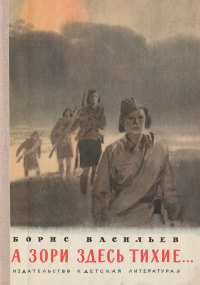 БОРИС ВАСИЛЬЕВ
А ЗОРИ ЗДЕСЬ ТИХИЕ...
ИЗДАТЕЛЬСТВО «ДЕТСКАЯ ЛИТЕРАТУРА»